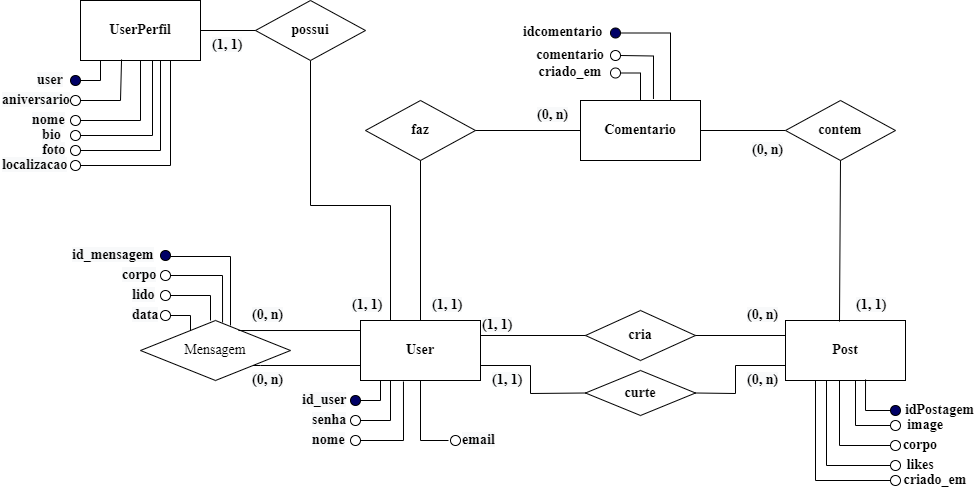 UserPerfil
possui
(1, 1)
user
aniversario
nome
bio
foto
localizacao
idcomentario
comentario
criado_em
faz
(0, n)
Comentario
(0, n)
contem
id_mensagem
corpo
lido
data
(0, n)
Mensagem
(0, n)
(1, 1)
(1, 1)
User
(1, 1)
(1, 1)
cria
curte
(0, n)
(0, n)
(1, 1)
Post
id_user
senha
nome
email
idPostagem
image
corpo
likes
criado_em